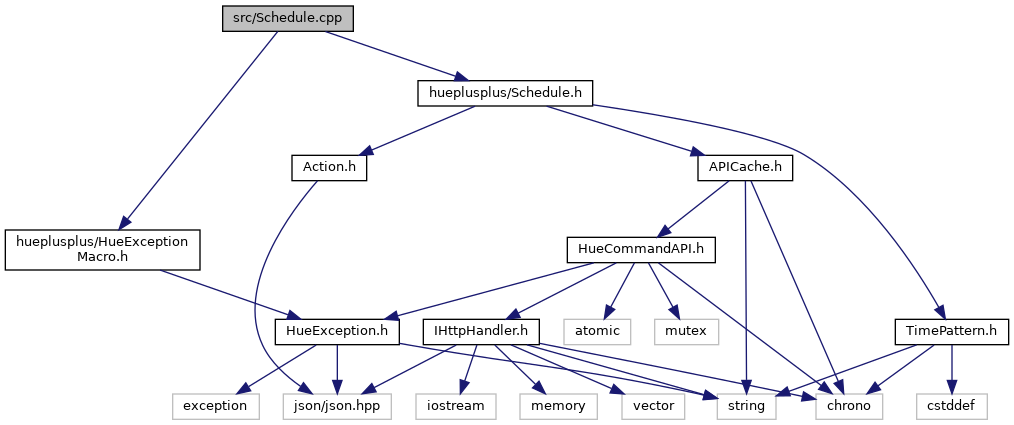 src/Schedule.cpp
hueplusplus/Schedule.h
Action.h
APICache.h
hueplusplus/HueException
Macro.h
HueCommandAPI.h
HueException.h
IHttpHandler.h
atomic
mutex
TimePattern.h
exception
json/json.hpp
iostream
memory
vector
string
chrono
cstddef